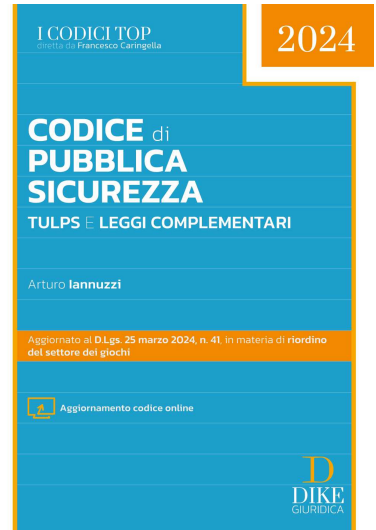 I CODICI TOP
diretta da Francesco Caringella
2024
CODICE di
PUBBLICA
SICUREZZA
TULPS E LEGGI COMPLEMENTARI
Arturo Iannuzzi
Aggiornato al D.Lgs. 25 marzo 2024, n. 41, in materia di riordino
del settore dei giochi
Aggiornamento codice online
D
DIKE
GIURIDICA